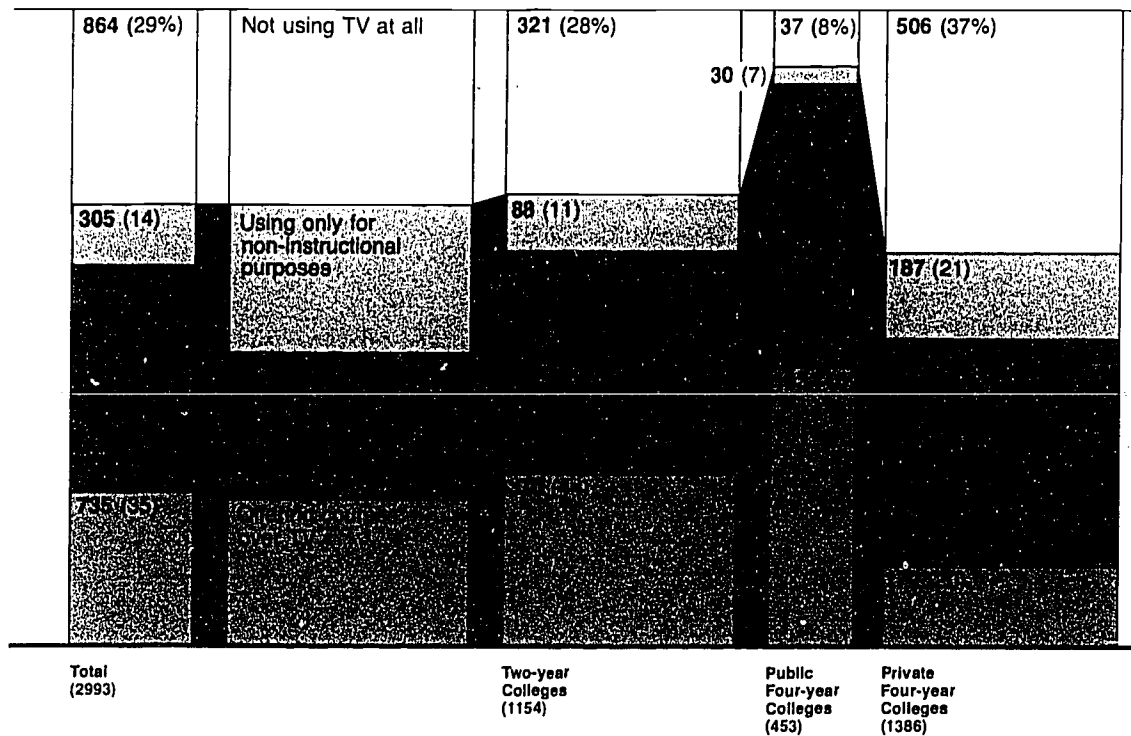 864 (29%)
Not using TV at all
321 (28%)
37 (8%)
506 (37%)
30 (7)
305 (14)
Using only for
non-instructional
purposes
88 (11)
187 (21)
735 (35)
Total
(2993)
Two-year
Colleges
(1154)
Public
Four-year
Colleges
(453)
Private
Four-year
Colleges
(1386)